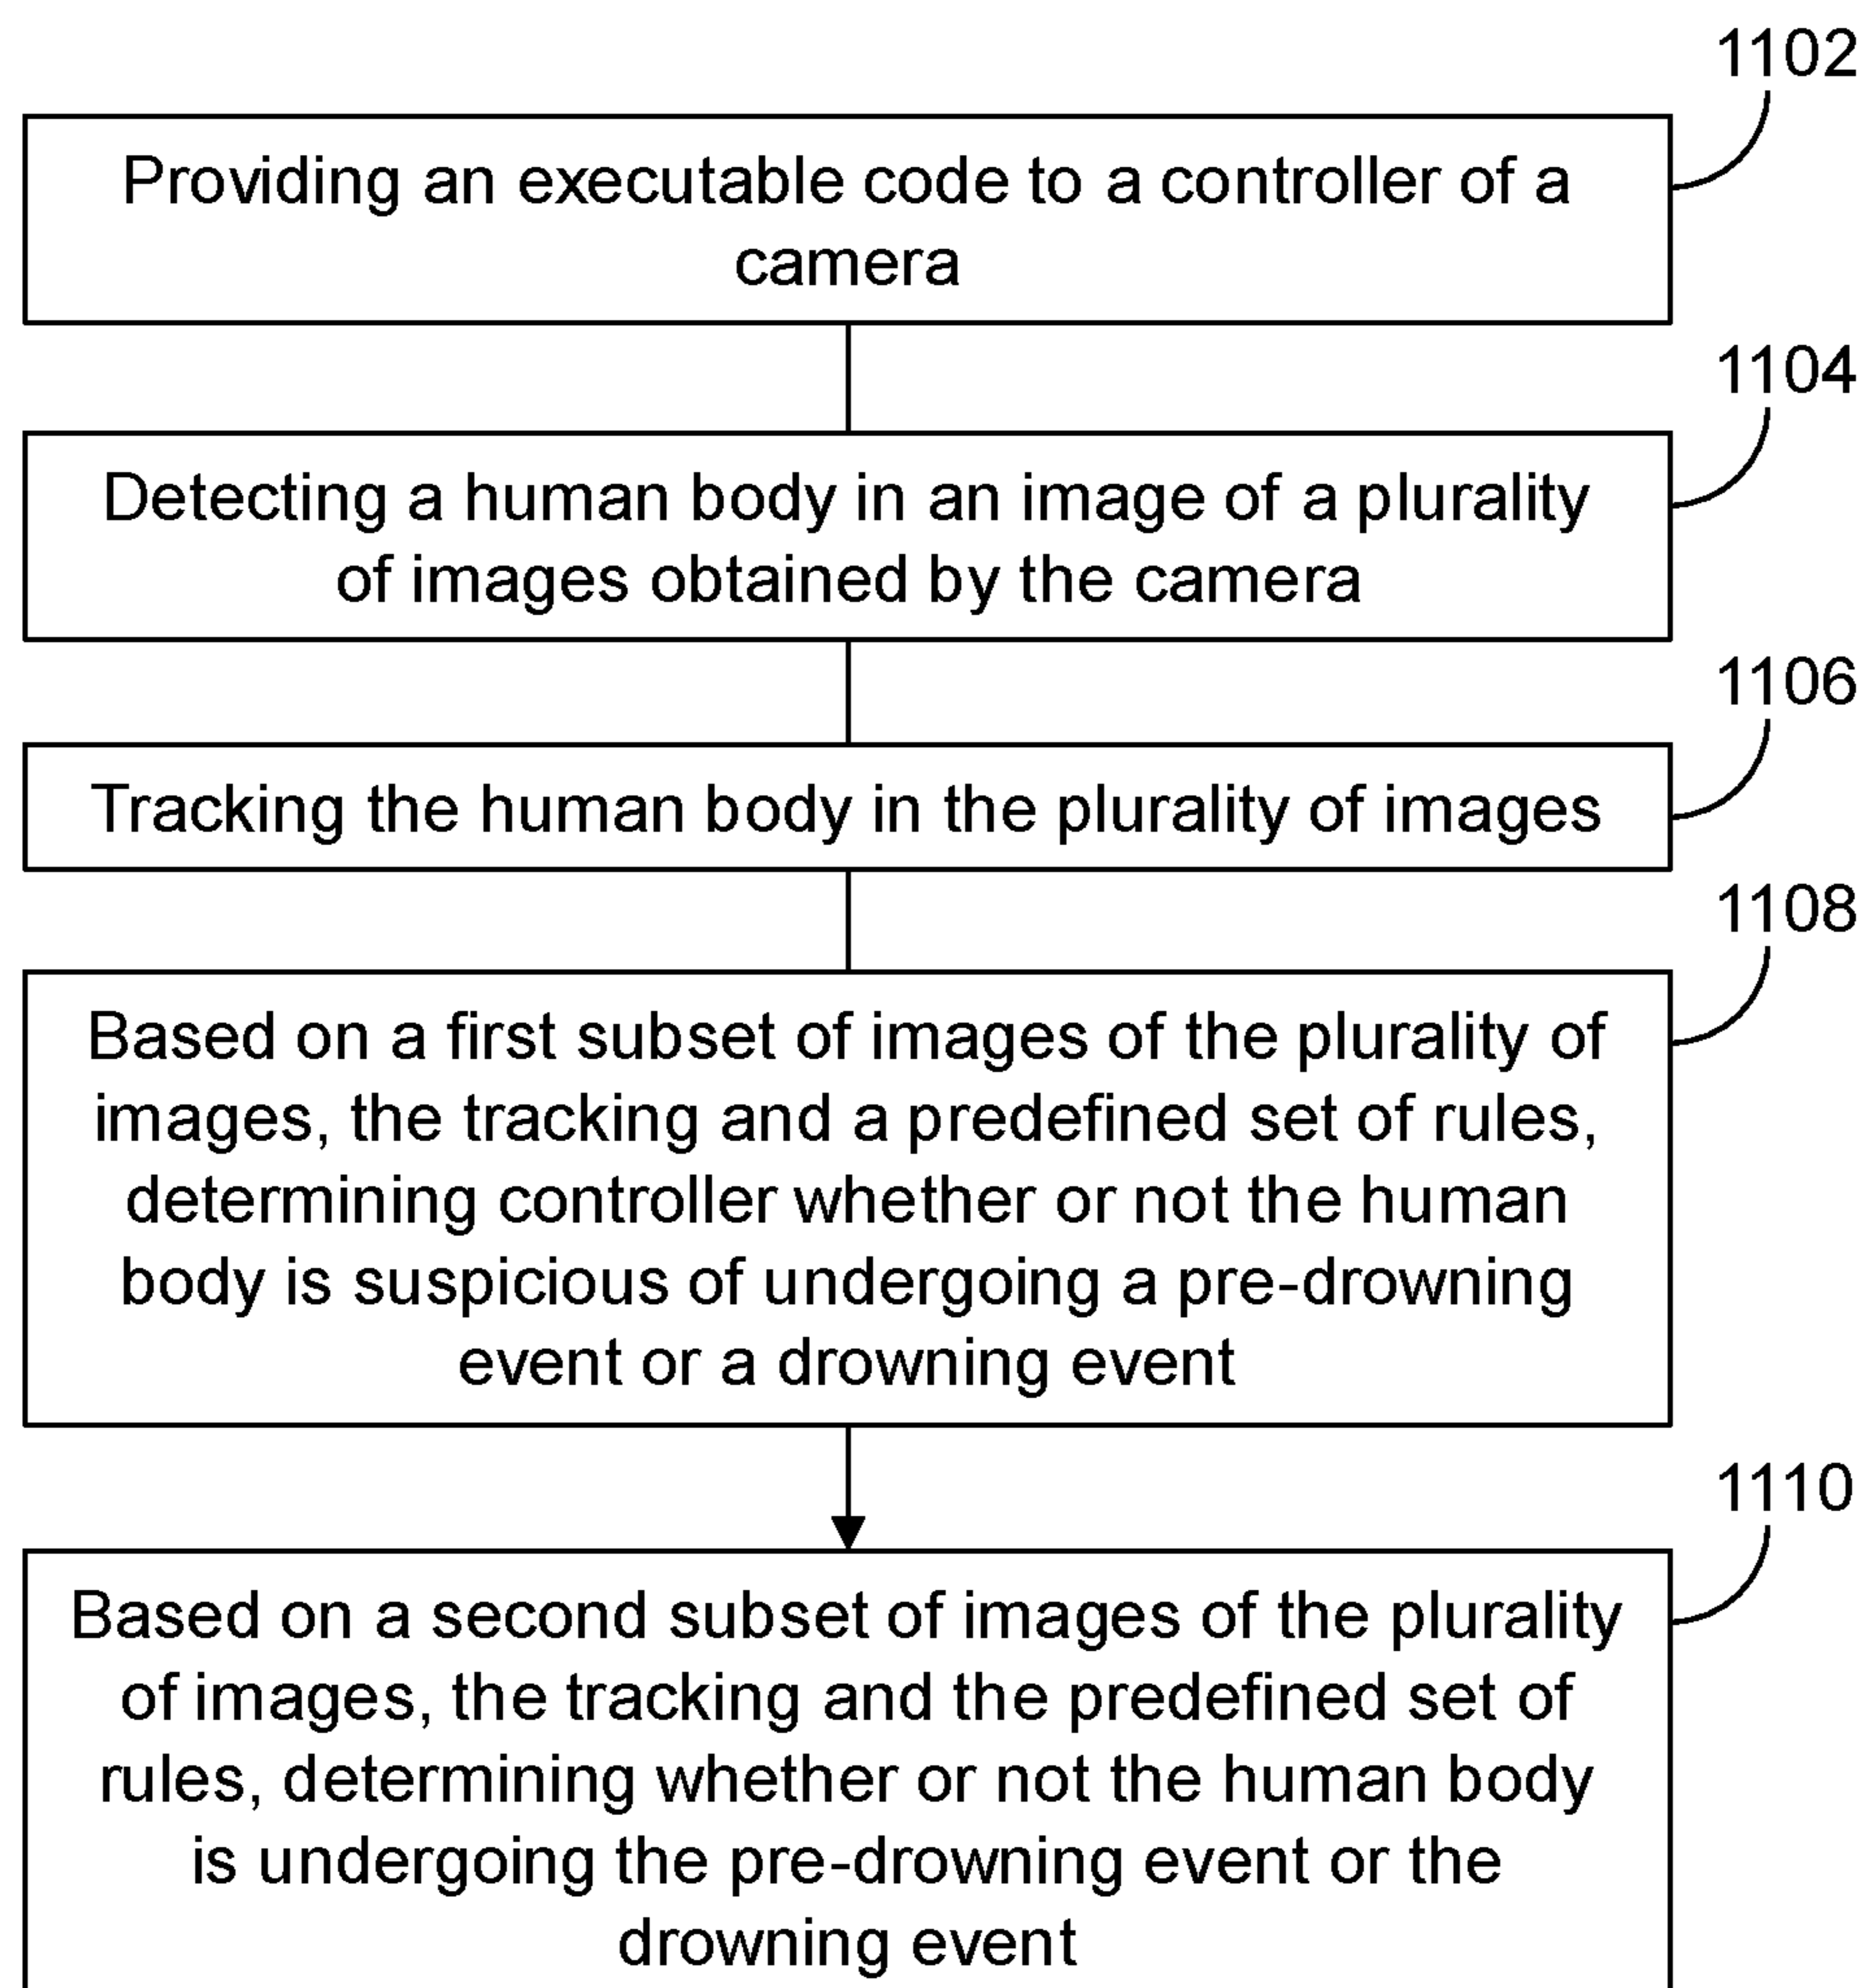 1102
Providing an executable code to a controller of a
camera
1104
Detecting a human body in an image of a plurality
of images obtained by the camera
1106
Tracking the human body in the plurality of images
1108
Based on a first subset of images of the plurality of
images, the tracking and a predefined set of rules,
determining controller whether or not the human
body is suspicious of undergoing a pre-drowning
event or a drowning event
1110
Based on a second subset of images of the plurality
of images, the tracking and the predefined set of
rules, determining whether or not the human body
is undergoing the pre-drowning event or the
drowning event